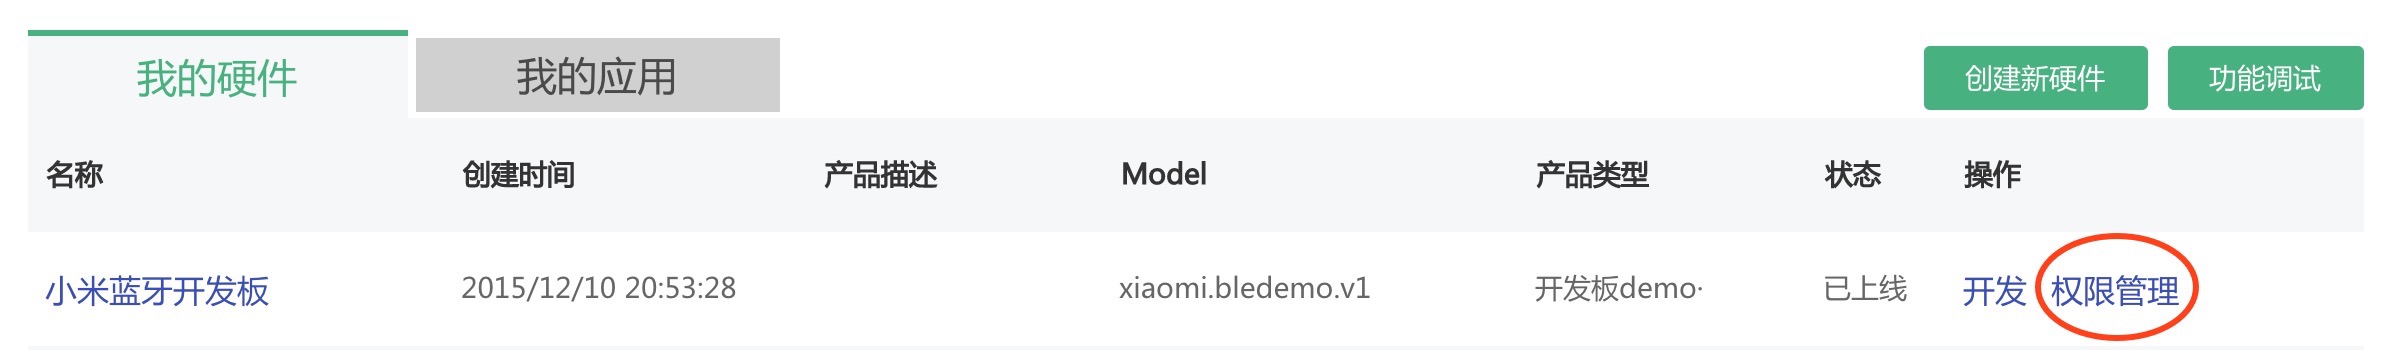 我的硬件 我的应用 创建新硬件 功能调试
名称 创建时间 产品描述 Model 产品类型 状态 操作
小米蓝牙开发板 2015/12/10 20:53:28 xiaomi.bledemo.v1 开发板demo· 已上线 开发 权限管理